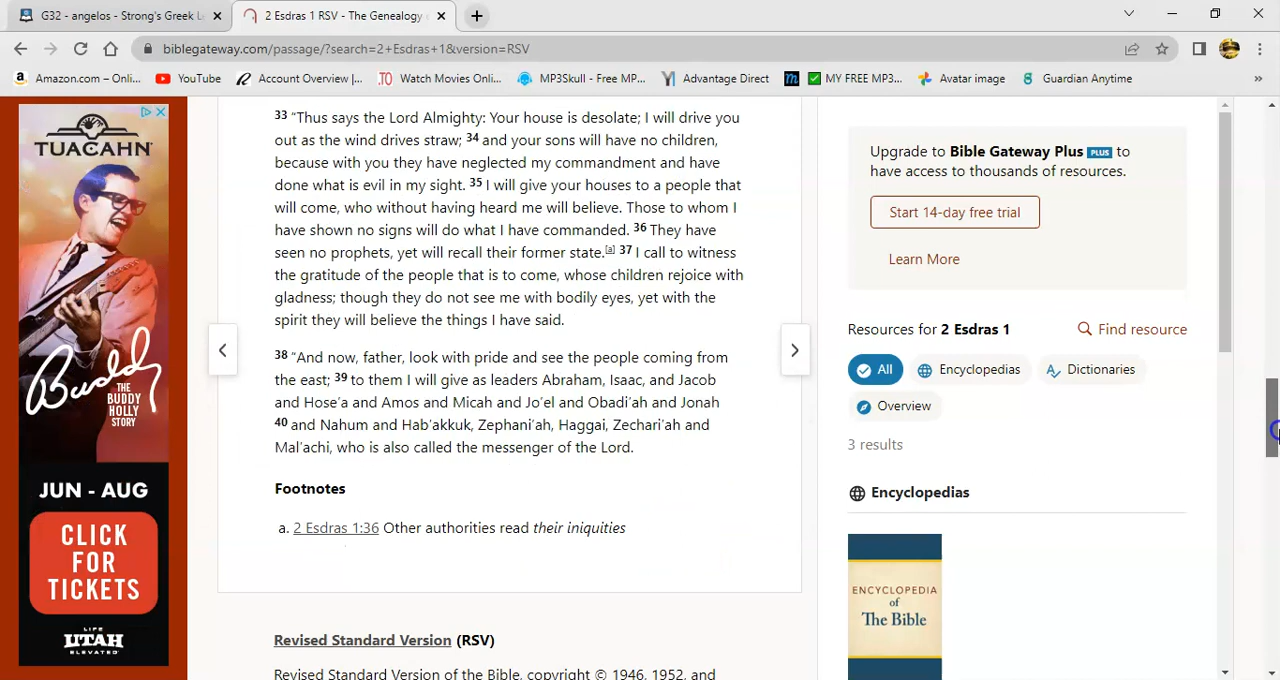 G32 - angelos - Strong's Greek L
2 Esdras 1 RSV - The Genealogy
biblegateway.com/passage/?search=2+Esdras+1&version=RSV
Amazon.com – Onli...
YouTube
Account Overview |...
.TO Watch Movies Onlin...
MP3Skull - Free MP...
Advantage Direct
MY FREE MP3...
Avatar image
Guardian Anytime
TUACAHN
Buddy
THE
BUDDY
HOLLY
STORY
JUN - AUG
CLICK
FOR
TICKETS
LIFE
UTAH
ELEVATED
33 “Thus says the Lord Almighty: Your house is desolate; I will drive you
out as the wind drives straw; 34 and your sons will have no children,
because with you they have neglected my commandment and have
done what is evil in my sight. 35 I will give your houses to a people that
will come, who without having heard me will believe. Those to whom I
have shown no signs will do what I have commanded. 36 They have
seen no prophets, yet will recall their former state.[a] 37 I call to witness
the gratitude of the people that is to come, whose children rejoice with
gladness; though they do not see me with bodily eyes, yet with the
spirit they will believe the things I have said.
38 “And now, father, look with pride and see the people coming from
the east; 39 to them I will give as leaders Abraham, Isaac, and Jacob
and Hose′a and Amos and Micah and Jo′el and Obadi′ah and Jonah
40 and Nahum and Hab′akkuk, Zephani′ah, Haggai, Zechari′ah and
Mal′achi, who is also called the messenger of the Lord.
Footnotes
a. 2 Esdras 1:36 Other authorities read their iniquities
Revised Standard Version (RSV)
Revised Standard Version of the Bible, copyright © 1946, 1952, and
Upgrade to Bible Gateway Plus PLUS to
have access to thousands of resources.
Start 14-day free trial
Learn More
Resources for 2 Esdras 1
Find resource
All
Encyclopedias
Dictionaries
Overview
3 results
Encyclopedias
ENCYCLOPEDIA
of
The Bible